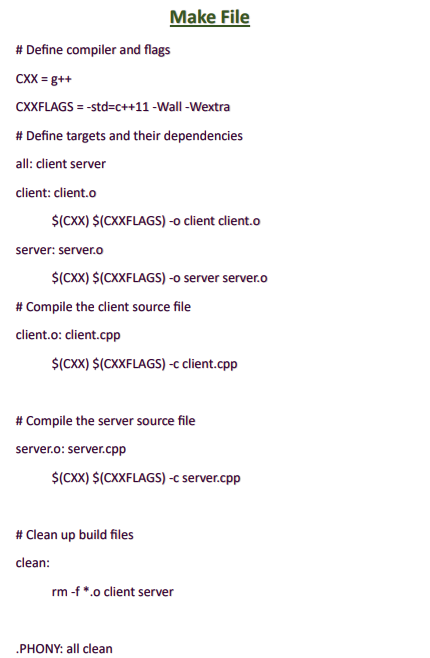 Make File
# Define compiler and flags
CXX = g++
CXXFLAGS = -std=c++11 -Wall -Wextra
# Define targets and their dependencies
all: client server
client: client.o
$(CXX) $(CXXFLAGS) -o client client.o
server: server.o
$(CXX) $(CXXFLAGS) -o server server.o
# Compile the client source file
client.o: client.cpp
$(CXX) $(CXXFLAGS) -c client.cpp
# Compile the server source file
server.o: server.cpp
$(CXX) $(CXXFLAGS) -c server.cpp
# Clean up build files
clean:
rm -f *.o client server
.PHONY: all clean